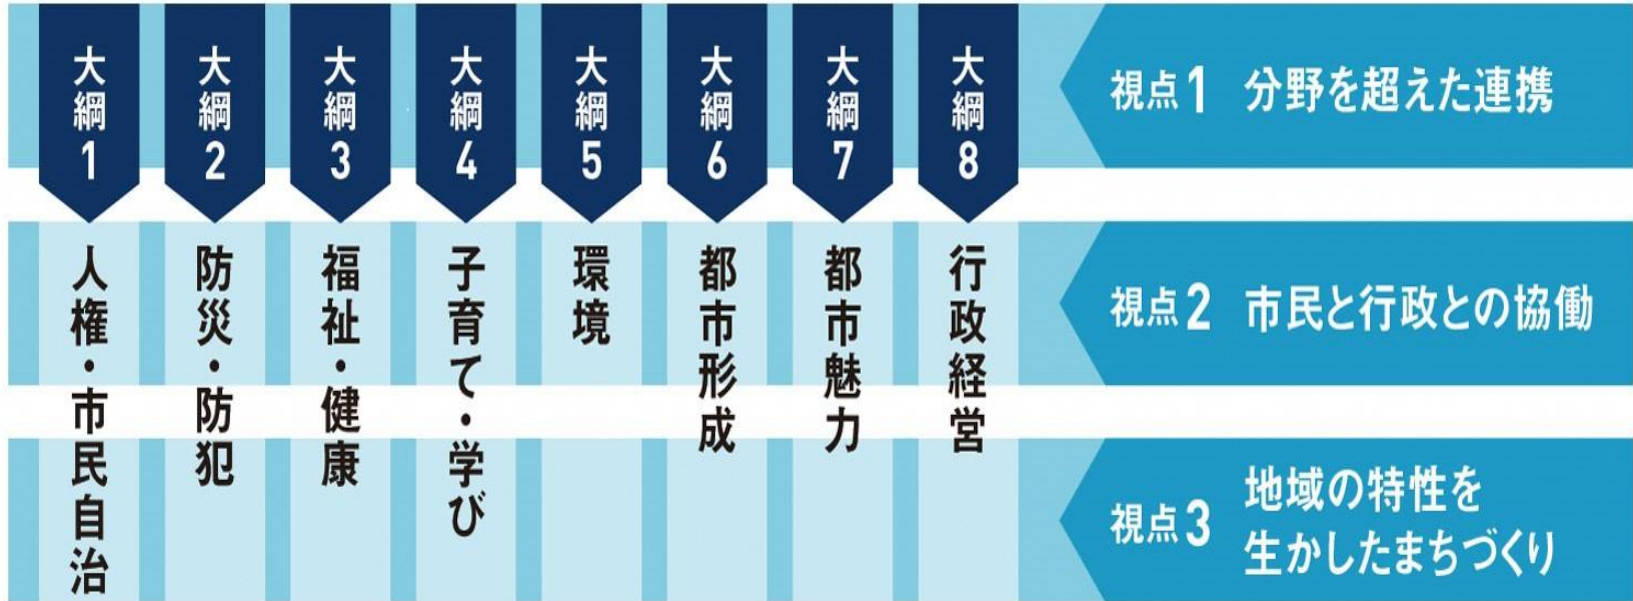 大綱1
人権・市民自治
大綱2
防災・防犯
大綱3
福祉・健康
大綱4
子育て・学び
大綱5
環境
大綱6
都市形成
大綱7
都市魅力
大綱8
行政経営
視点1 分野を超えた連携
視点2 市民と行政との協働
視点3 地域の特性を
生かしたまちづくり